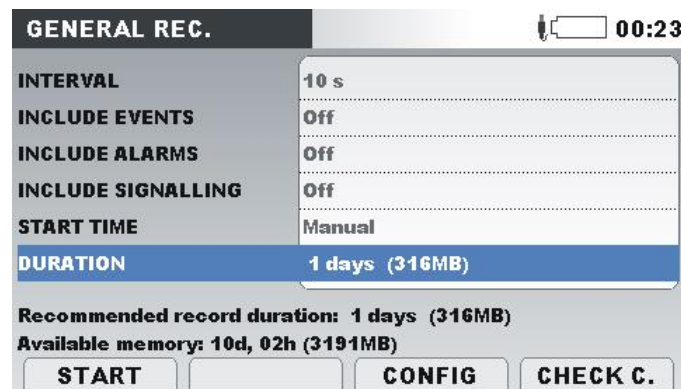 GENERAL REC. 00:23
INTERVAL 10 s
INCLUDE EVENTS Off
INCLUDE ALARMS Off
INCLUDE SIGNALLING Off
START TIME Manual
DURATION 1 days (316MB)
Recommended record duration: 1 days (316MB)
Available memory: 10d, 02h (3191MB)
START CONFIG CHECK C.